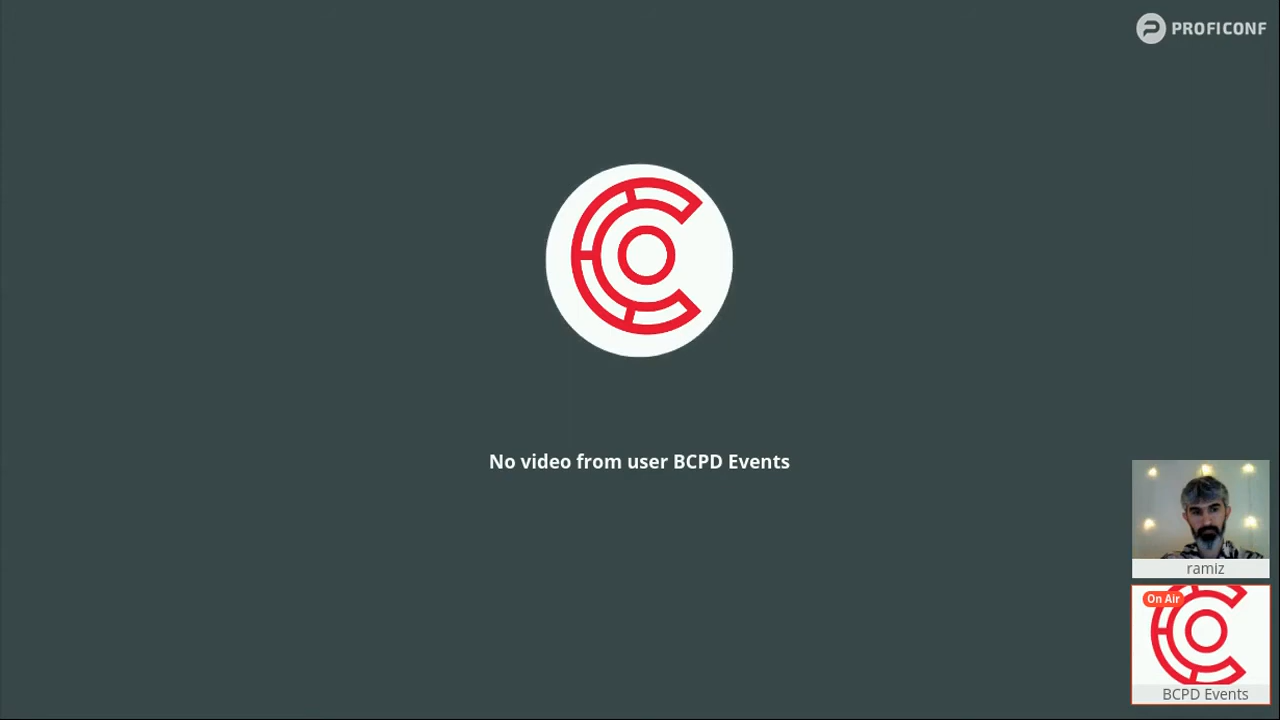 PROFICONF
No video from user BCPD Events
ramiz
On Air
BCPD Events